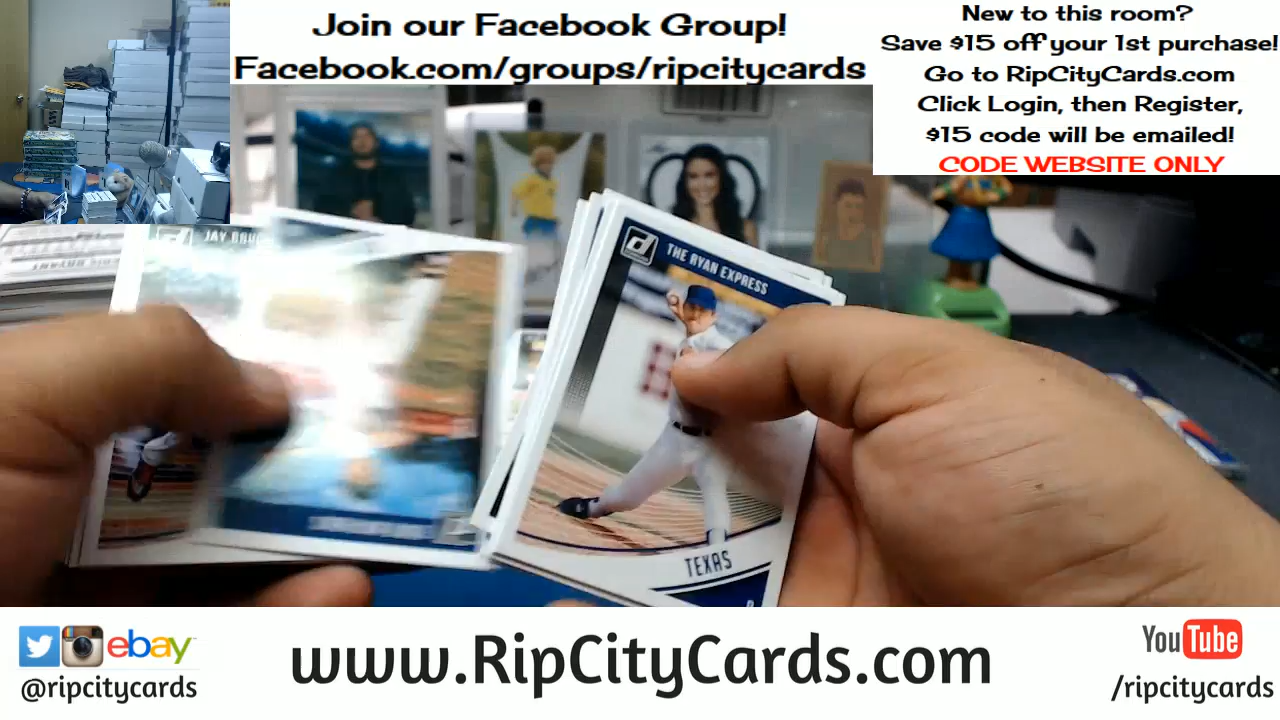 Join our Facebook Group!
Facebook.com/groups/ripcitycards
New to this room?
Save $15 off your 1st purchase!
Go to RipCityCards.com
Click Login, then Register,
$15 code will be emailed!
CODE WEBSITE ONLY
JAY BRUCE
THE RYAN EXPRESS
TEXAS
ebay
@ripcitycards
www.RipCityCards.com
YouTube
/ripcitycards